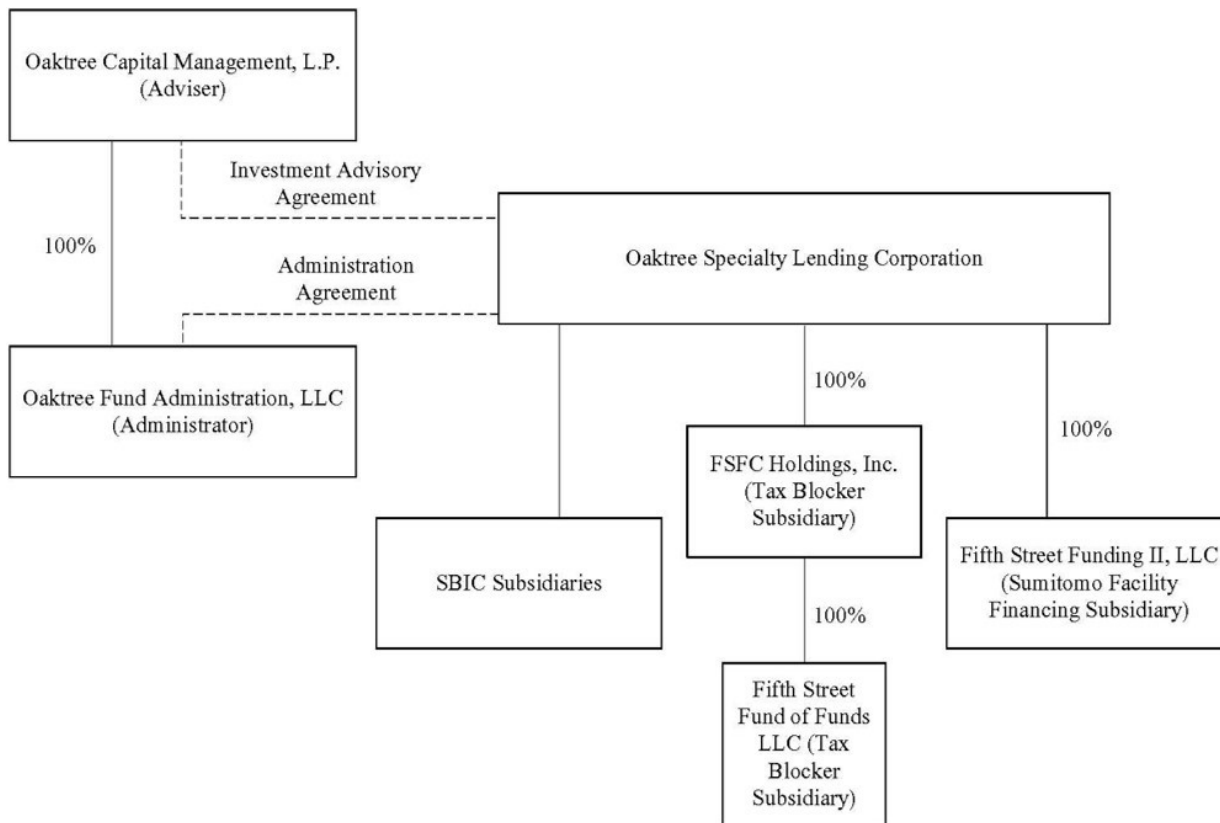 Oaktree Capital Management, L.P.
(Adviser)
Investment Advisory
Agreement
100%
Oaktree Specialty Lending Corporation
Administration
Agreement
Oaktree Fund Administration, LLC
(Administrator)
100%
100%
FSFC Holdings, Inc.
(Tax Blocker
Subsidiary)
SBIC Subsidiaries
Fifth Street Funding II, LLC
(Sumitomo Facility
Financing Subsidiary)
100%
Fifth Street
Fund of Funds
LLC (Tax
Blocker
Subsidiary)